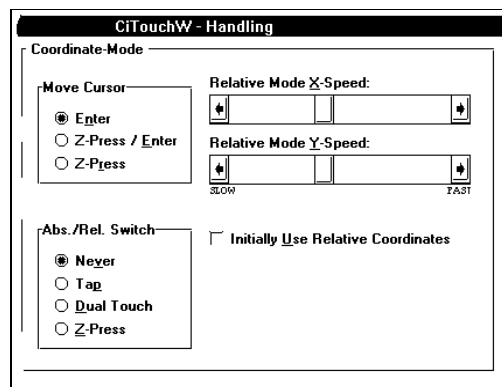 CiTouchW - Handling
Coordinate-Mode
Move Cursor
Enter
Z-Press / Enter
Z-Press
Relative Mode X-Speed:
Relative Mode Y-Speed:
SLOW FAST
Abs./Rel. Switch
Never
Tap
Dual Touch
Z-Press
Initially Use Relative Coordinates